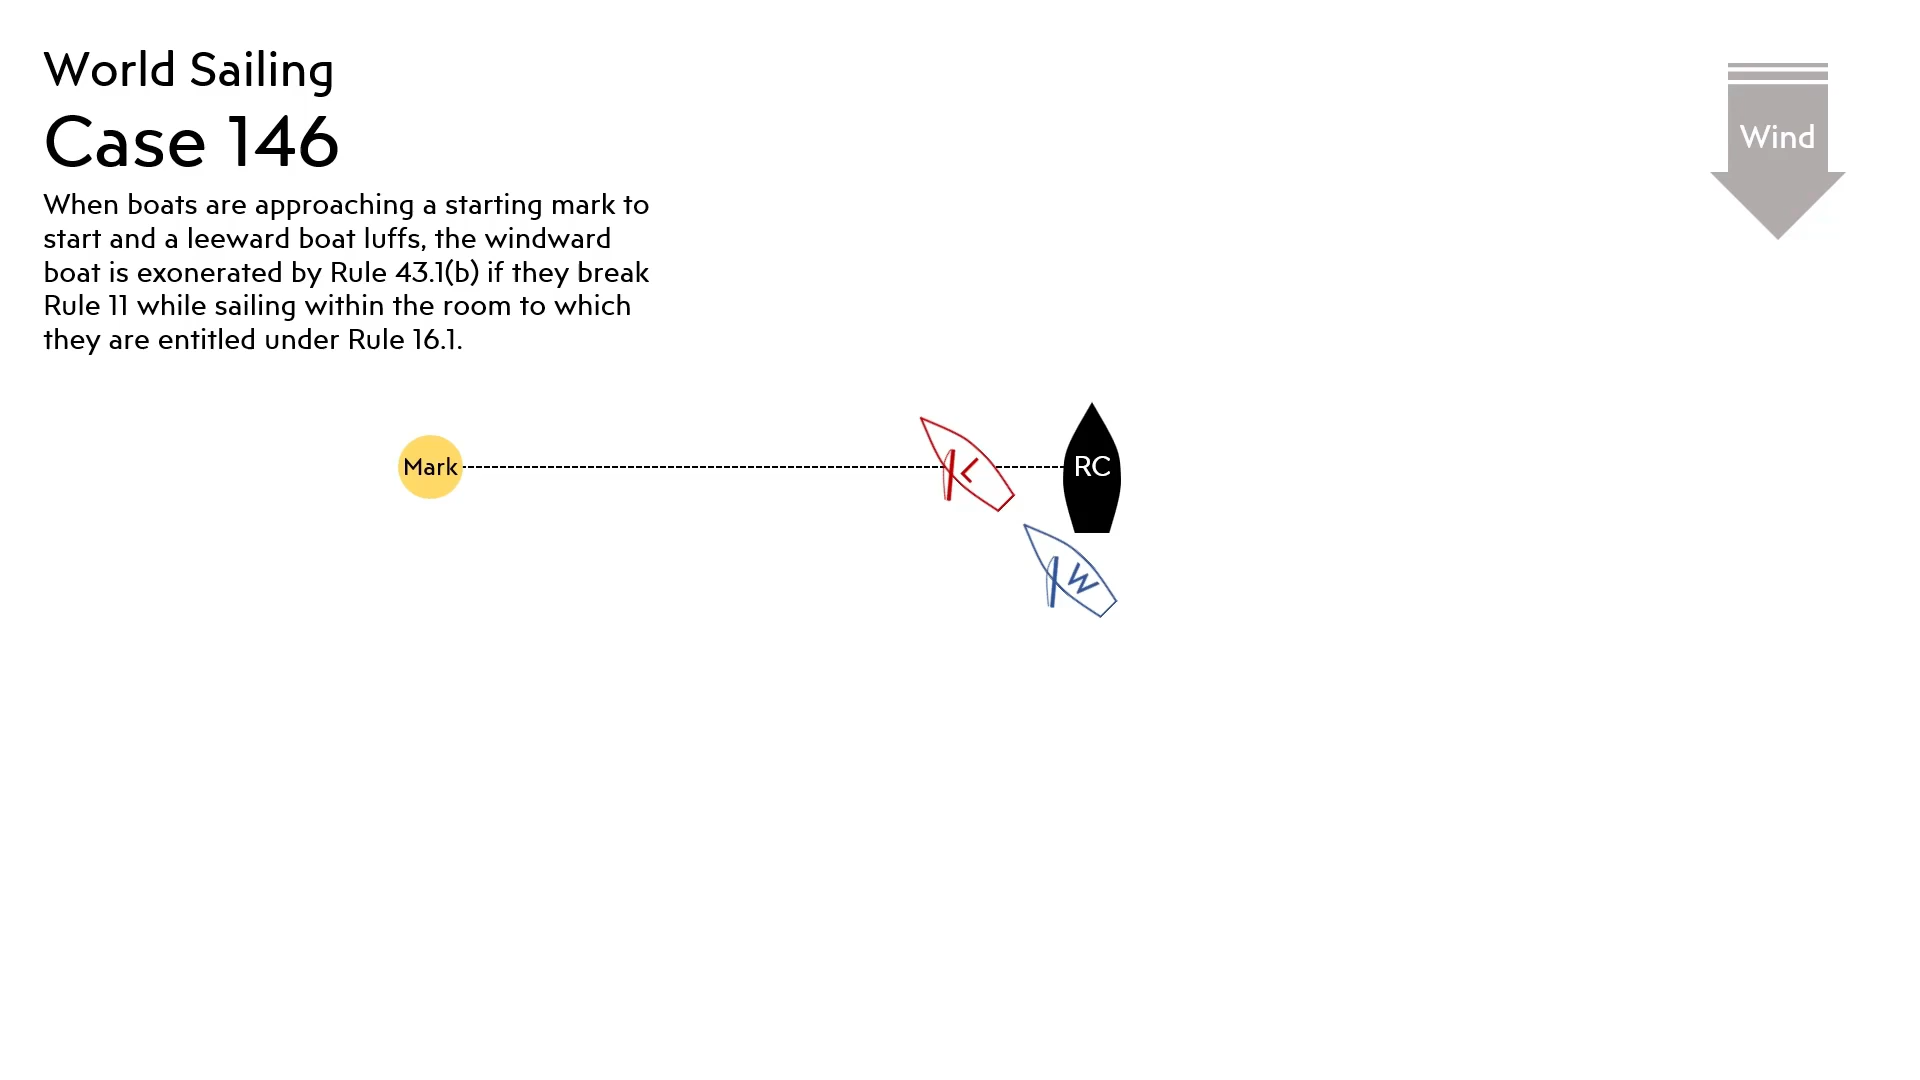 World Sailing
Case 146
When boats are approaching a starting mark to
start and a leeward boat luffs, the windward
boat is exonerated by Rule 43.1(b) if they break
Rule 11 while sailing within the room to which
they are entitled under Rule 16.1.
Wind
Mark
L
RC
W